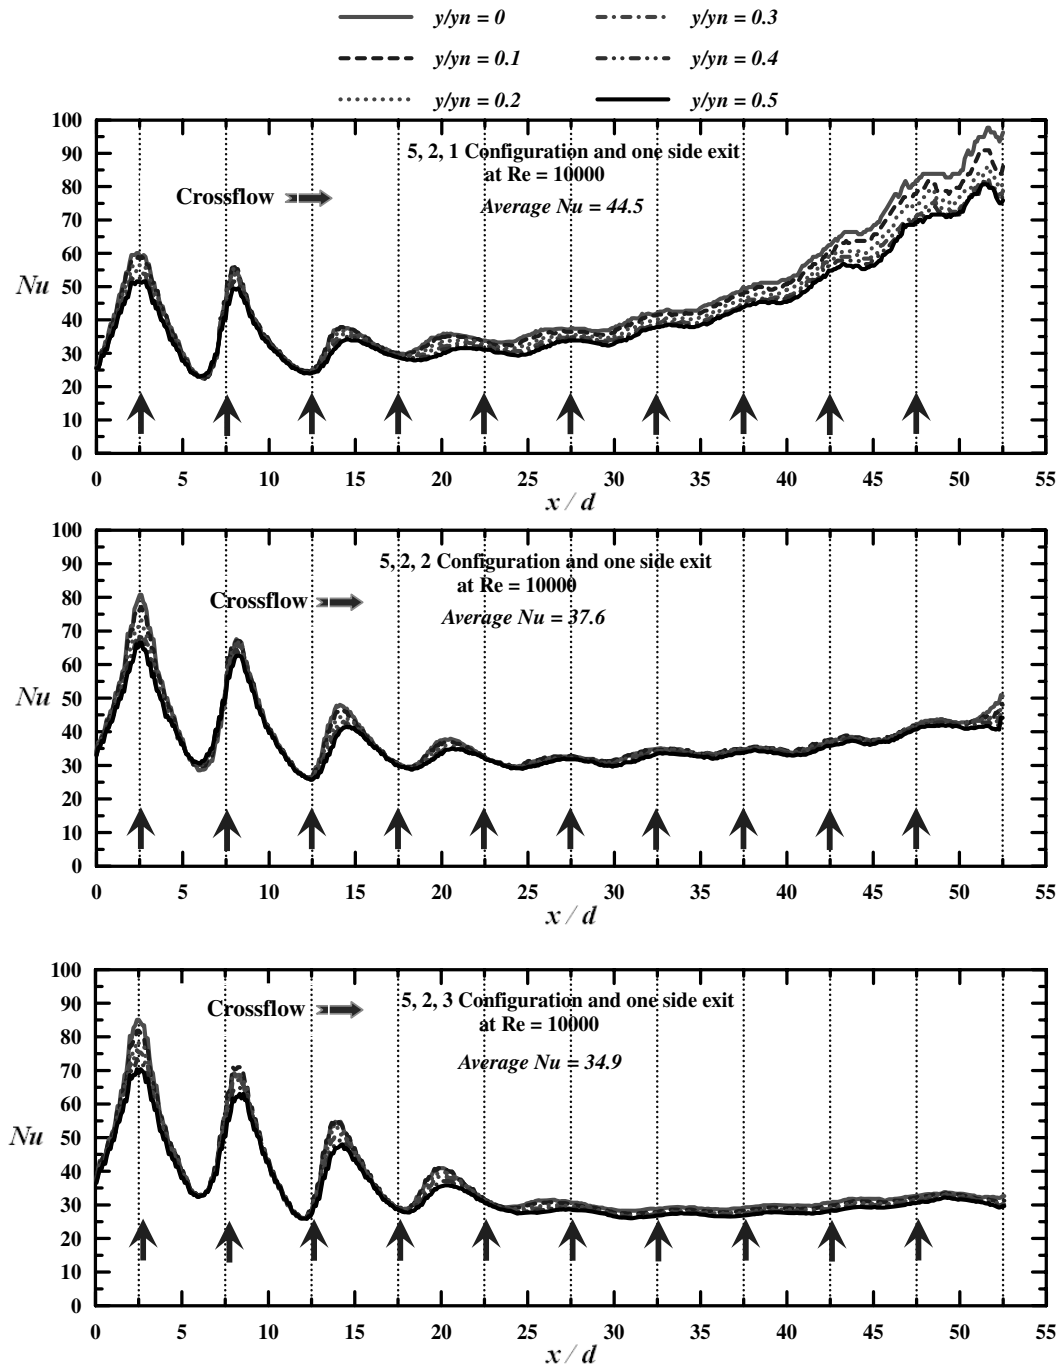 y/yn = 0 y/yn = 0.3
y/yn = 0.1 y/yn = 0.4
y/yn = 0.2 y/yn = 0.5
100
90
80
70
60
50
40
30
20
10
0
Nu
5, 2, 1 Configuration and one side exit
at Re = 10000
Crossflow
Average Nu = 44.5
0 5 10 15 20 25 30 35 40 45 50 55
x / d
100
90
80
70
60
50
40
30
20
10
0
Nu
5, 2, 2 Configuration and one side exit
at Re = 10000
Crossflow
Average Nu = 37.6
0 5 10 15 20 25 30 35 40 45 50 55
x / d
100
90
80
70
60
50
40
30
20
10
0
Nu
5, 2, 3 Configuration and one side exit
Crossflow
at Re = 10000
Average Nu = 34.9
0 5 10 15 20 25 30 35 40 45 50 55
x / d